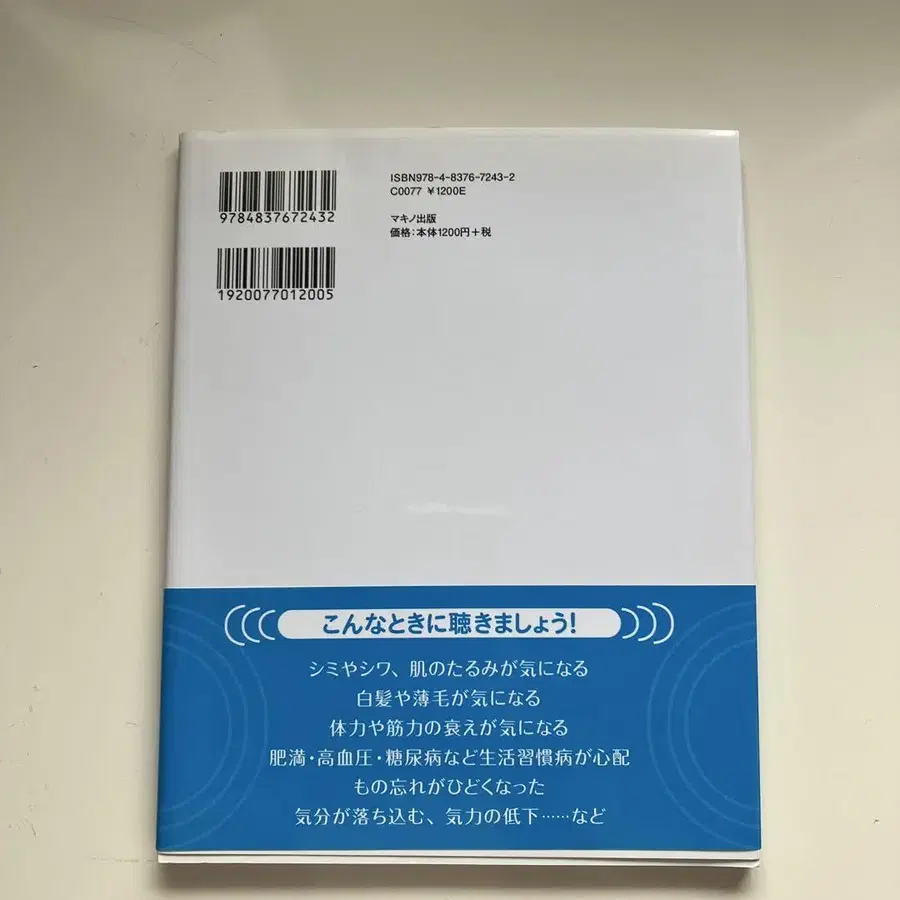 ISBN978-4-8376-7243-2
C0077 ¥1200E
9784837672432
マキノ出版
価格:本体1200円+税
1920077012005
こんなときに聴きましょう!
シミやシワ、肌のたるみが気になる
白髪や薄毛が気になる
体力や筋力の衰えが気になる
肥満・高血圧・糖尿病など生活習慣病が心配
もの忘れがひどくなった
気分が落ち込む、気力の低下……など